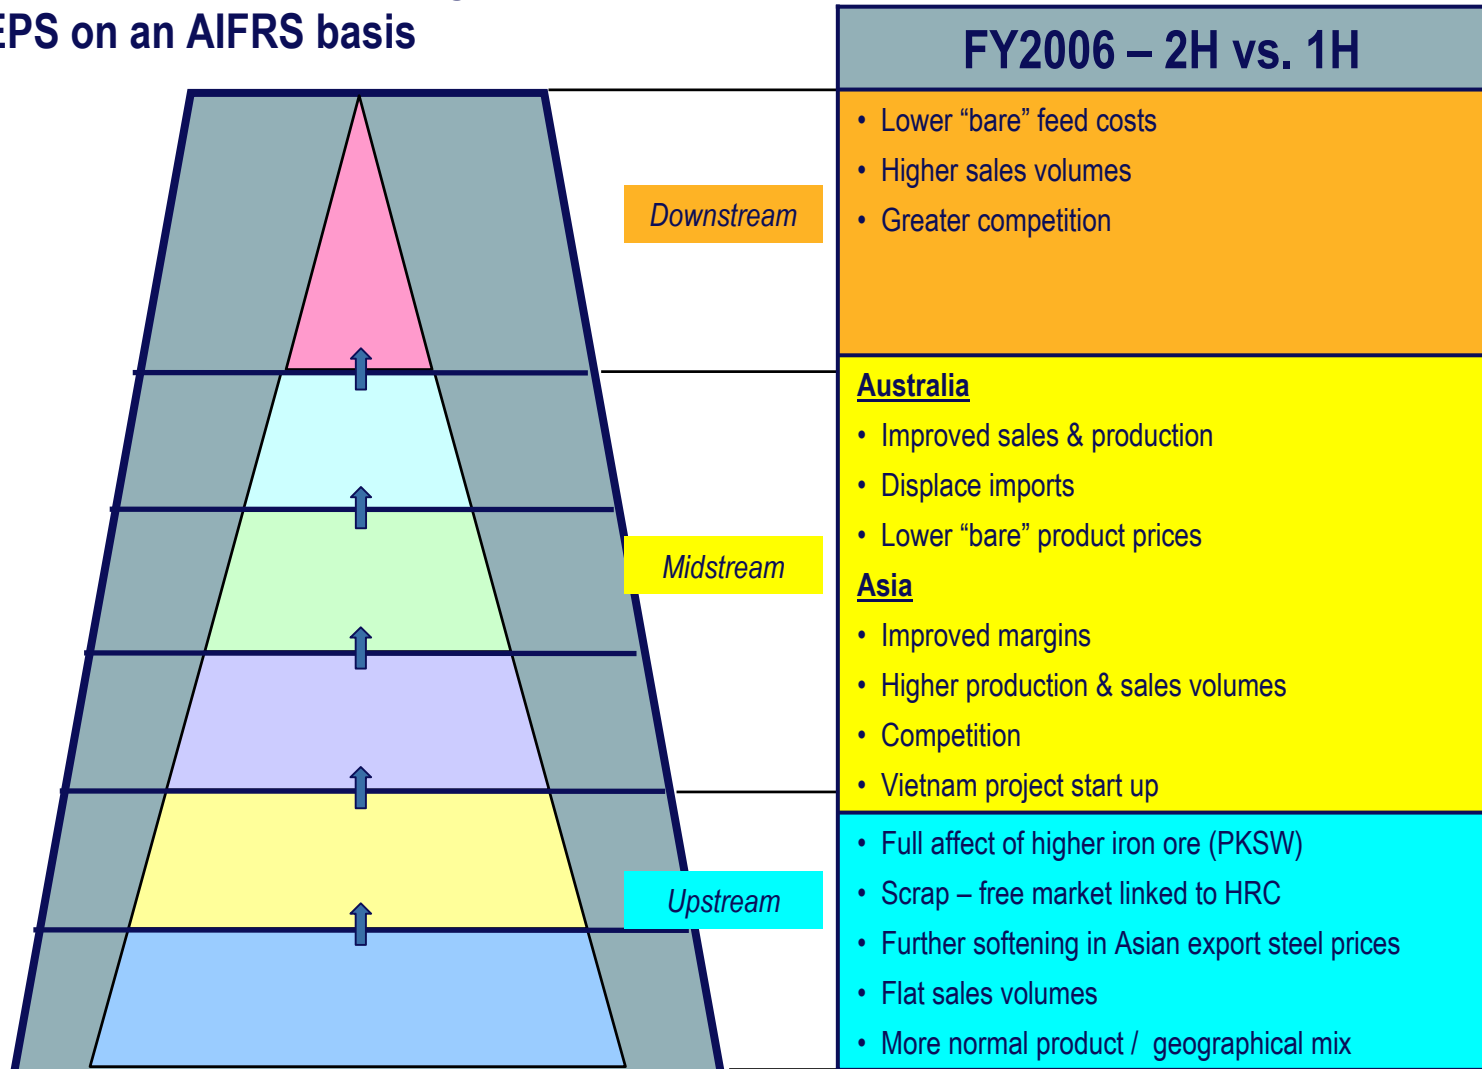 EPS on an AIFRS basis
FY2006 – 2H vs. 1H
Downstream
• Lower “bare” feed costs
• Higher sales volumes
• Greater competition
Midstream
Australia
• Improved sales & production
• Displace imports
• Lower “bare” product prices
Asia
• Improved margins
• Higher production & sales volumes
• Competition
• Vietnam project start up
Upstream
• Full affect of higher iron ore (PKSW)
• Scrap – free market linked to HRC
• Further softening in Asian export steel prices
• Flat sales volumes
• More normal product / geographical mix